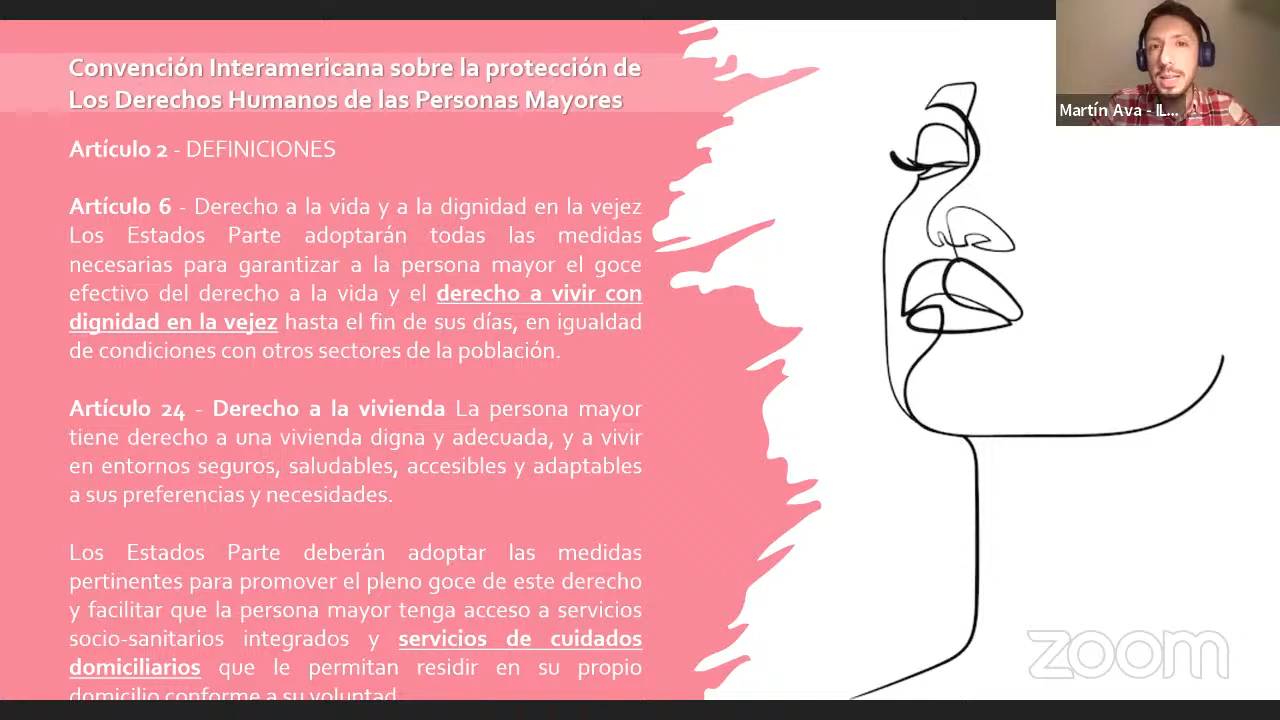 Convención Interamericana sobre la protección de
Los Derechos Humanos de las Personas Mayores
Artículo 2 - DEFINICIONES
Artículo 6 - Derecho a la vida y a la dignidad en la vejez
Los Estados Parte adoptarán todas las medidas
necesarias para garantizar a la persona mayor el goce
efectivo del derecho a la vida y el derecho a vivir con
dignidad en la vejez hasta el fin de sus días, en igualdad
de condiciones con otros sectores de la población.
Artículo 24 - Derecho a la vivienda La persona mayor
tiene derecho a una vivienda digna y adecuada, y a vivir
en entornos seguros, saludables, accesibles y adaptables
a sus preferencias y necesidades.
Los Estados Parte deberán adoptar las medidas
pertinentes para promover el pleno goce de este derecho
y facilitar que la persona mayor tenga acceso a servicios
socio-sanitarios integrados y servicios de cuidados
domiciliarios que le permitan residir en su propio
domicilio conforme a su voluntad.
Martín Ava - IL...
zoom